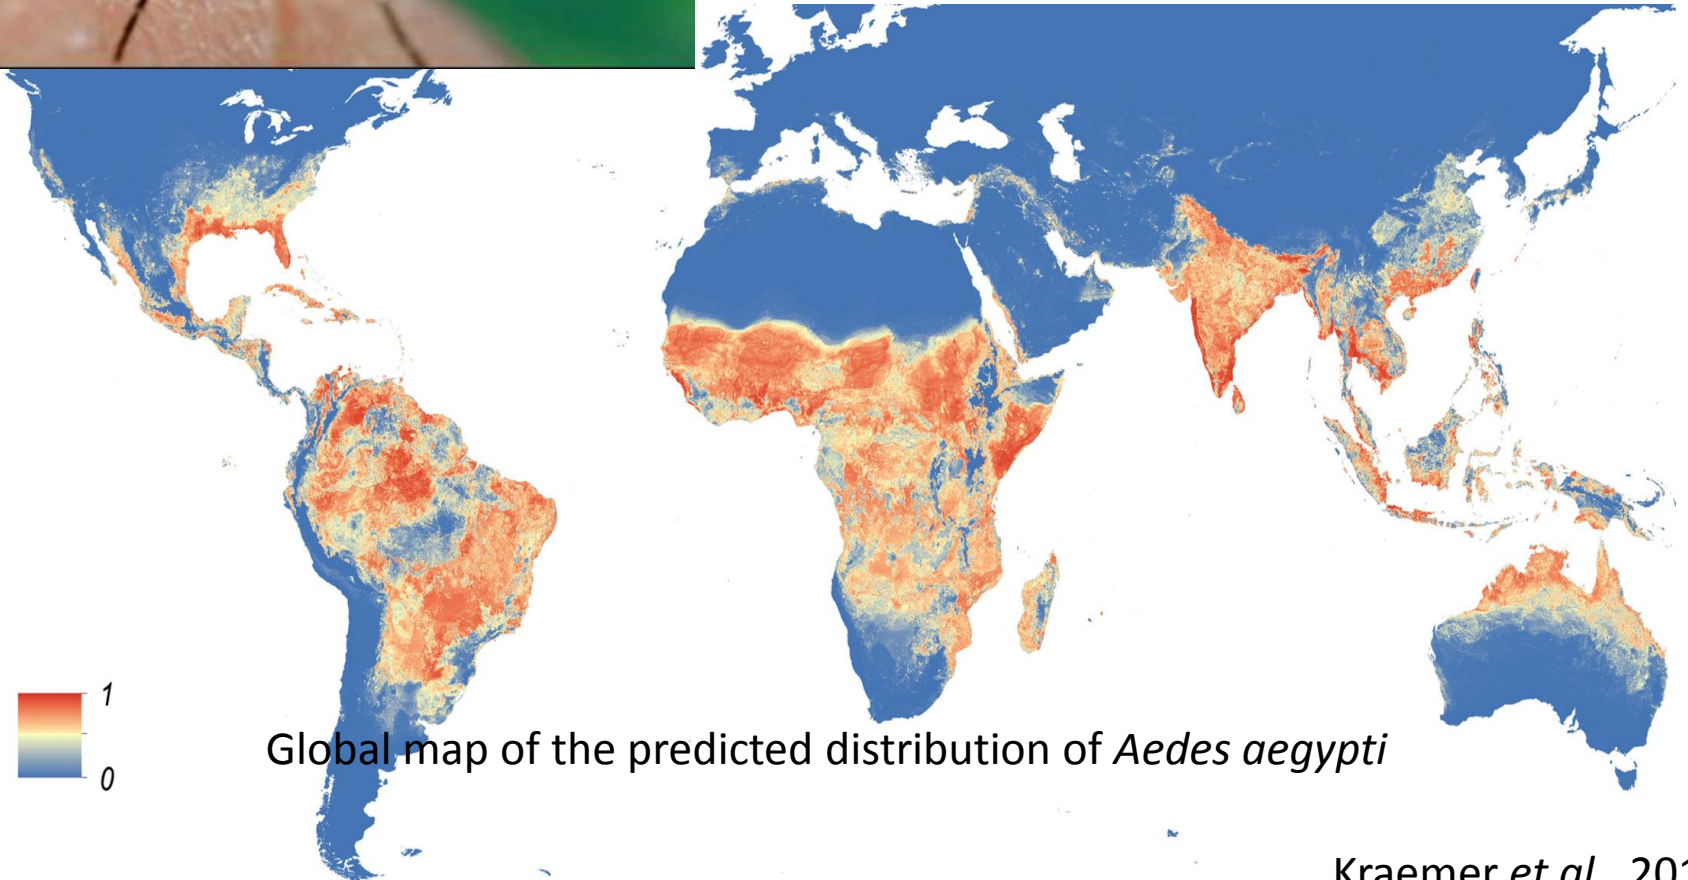 1
0
Global map of the predicted distribution of Aedes aegypti
Kraemer et al